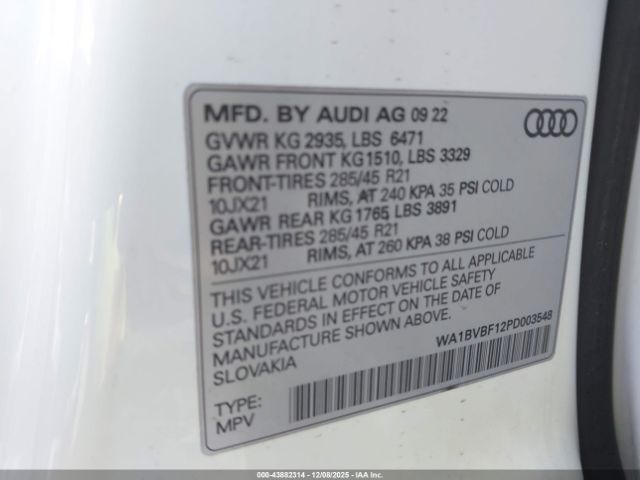 MFD. BY AUDI AG 09 22
GVWR KG 2935, LBS 6471
GAWR FRONT KG1510, LBS 3329
FRONT-TIRES 285/45 R21
10JX21 RIMS, AT 240 KPA 35 PSI COLD
GAWR REAR KG 1765, LBS 3891
REAR-TIRES 285/45 R21
10JX21 RIMS, AT 260 KPA 38 PSI COLD
THIS VEHICLE CONFORMS TO ALL APPLICABLE
U.S. FEDERAL MOTOR VEHICLE SAFETY
STANDARDS IN EFFECT ON THE DATE OF
MANUFACTURE SHOWN ABOVE.
SLOVAKIA
WA1BVBF12PD003548
TYPE:
MPV
000-43882314 - 12/08/2025 - IAA